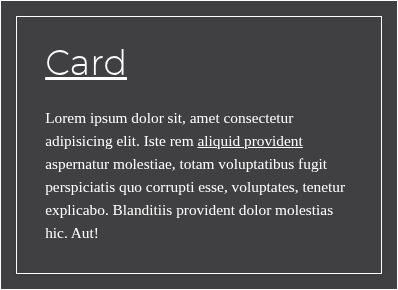 Card
Lorem ipsum dolor sit, amet consectetur
adipisicing elit. Iste rem aliquid provident
aspernatur molestiae, totam voluptatibus fugit
perspiciatis quo corrupti esse, voluptates, tenetur
explicabo. Blanditiis provident dolor molestias
hic. Aut!